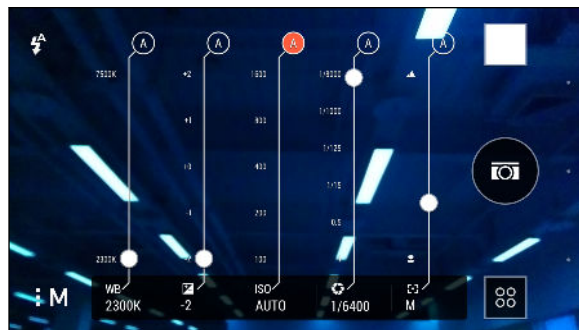 A A A A A A
7500K +2 1600 1/8000
+1 800 1/1000
+0 400 1/125
-1 200 1/15
0.5
2300K -2 100
WB ISO
M 2300K -2 AUTO 1/6400 M